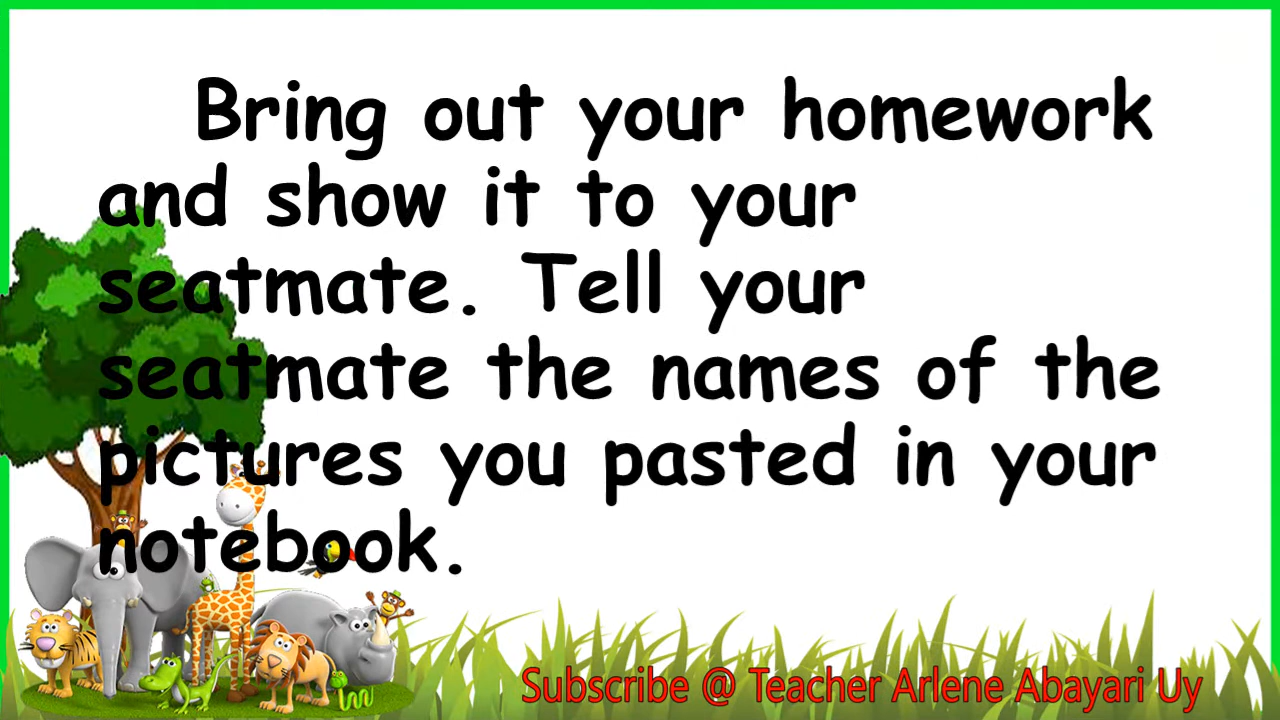 Bring out your homework
and show it to your
seatmate. Tell your
seatmate the names of the
pictures you pasted in your
notebook.
Subscribe @ Teacher Arlene Abayari Uy